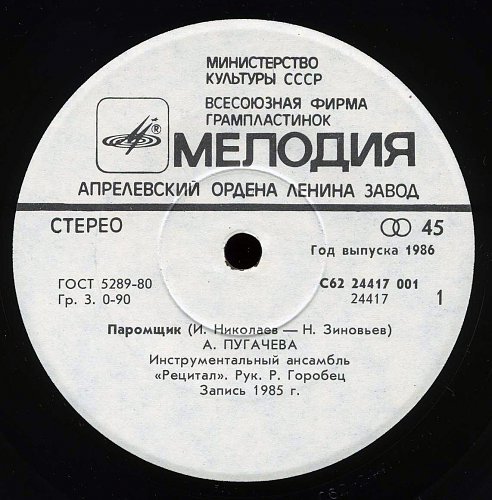 МИНИСТЕРСТВО
КУЛЬТУРЫ СССР
ВСЕСОЮЗНАЯ ФИРМА
ГРАМПЛАСТИНОК
®
МЕЛОДИЯ
АПРЕЛЕВСКИЙ ОРДЕНА ЛЕНИНА ЗАВОД
СТЕРЕО
45
Год выпуска 1986
ГОСТ 5289-80
Гр. 3. 0-90
С62 24417 001
24417
1
Паромщик (И. Николаев — Н. Зиновьев)
А. ПУГАЧЕВА
Инструментальный ансамбль
«Рецитал». Рук. Р. Горобец
Запись 1985 г.